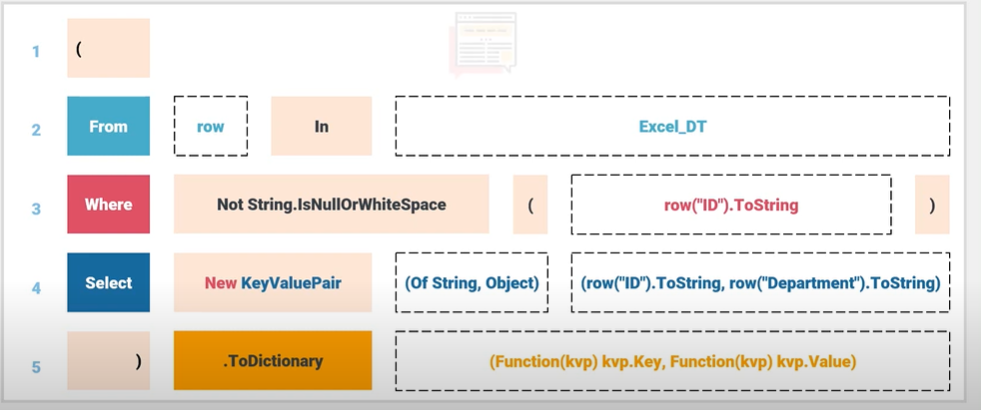 1 (
2 From row In Excel_DT
3 Where Not String.IsNullOrWhiteSpace ( row("ID").ToString )
4 Select New KeyValuePair (Of String, Object) (row("ID").ToString, row("Department").ToString)
5 ) .ToDictionary (Function(kvp) kvp.Key, Function(kvp) kvp.Value)